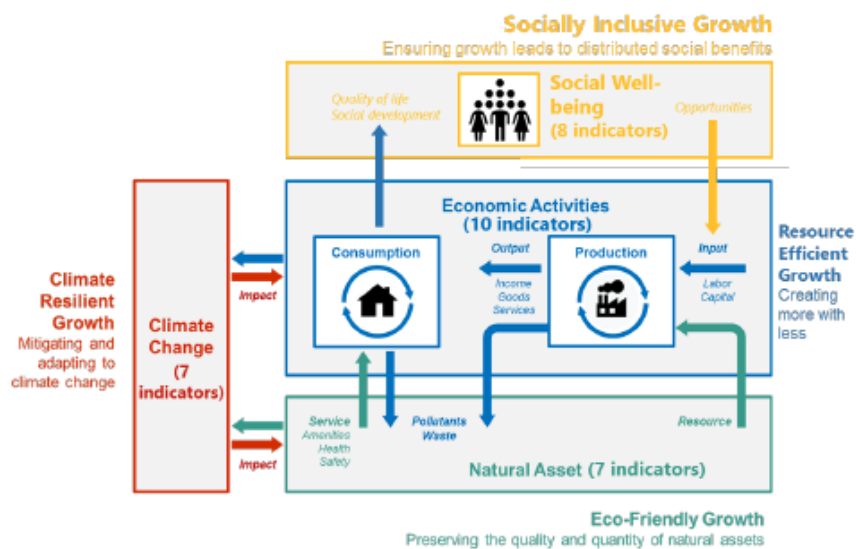 Socially Inclusive Growth
Ensuring growth leads to distributed social benefits
Quality of life
Social development
Social Well-
being
(8 indicators)
Opportunities
Economic Activities
(10 indicators)
Consumption
Output
Income
Goods
Services
Production
Input
Labor
Capital
Resource
Efficient
Growth
Creating
more with
less
Climate
Resilient
Growth
Mitigating and
adapting to
climate change
Climate
Change (7
indicators)
Impact
Impact
Service
Amenities
Health
Safety
Pollutants
Waste
Resource
Natural Asset (7 indicators)
Eco-Friendly Growth
Preserving the quality and quantity of natural assets